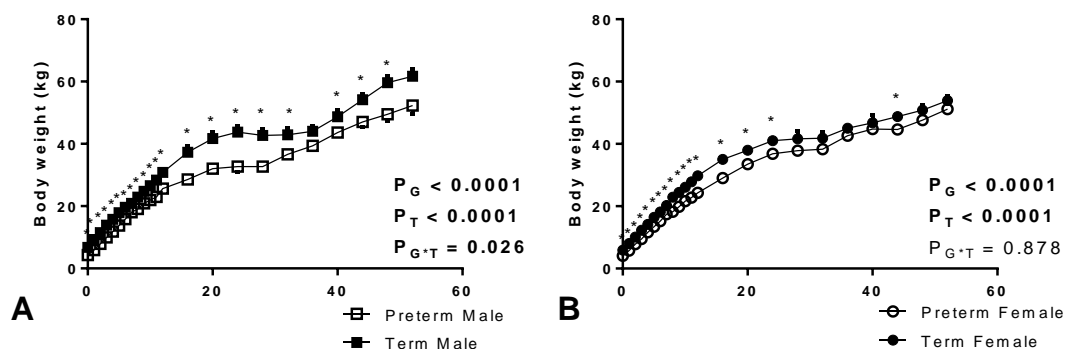 Body weight (kg)
80
60
40
20
0
* * * * * * * * * * * * * * * * * * * *
P_G < 0.0001
P_T < 0.0001
P_G*T = 0.026
0 20 40 60
A
Preterm Male
Term Male
Body weight (kg)
80
60
40
20
0
* * * * * * * * * * * * * * * * *
P_G < 0.0001
P_T < 0.0001
P_G*T = 0.878
0 20 40 60
B
Preterm Female
Term Female